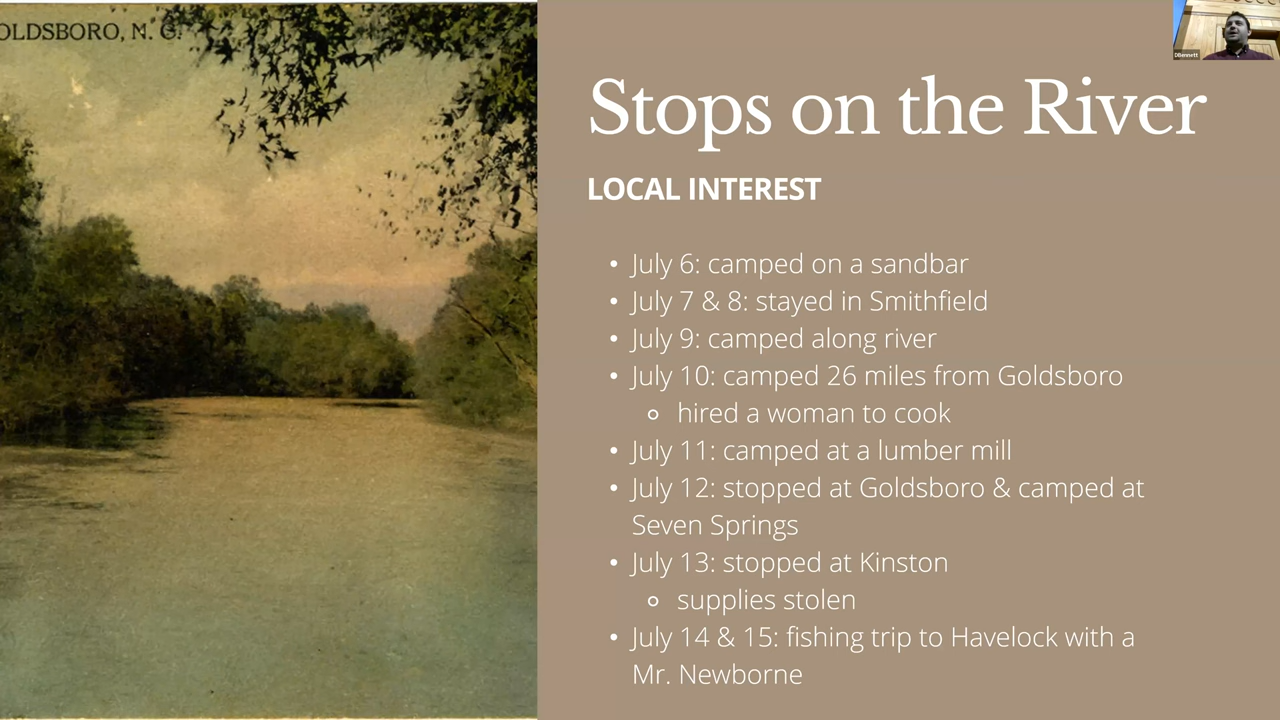 OLDSBORO, N. C.
DBennett
Stops on the River
LOCAL INTEREST
• July 6: camped on a sandbar
• July 7 & 8: stayed in Smithfield
• July 9: camped along river
• July 10: camped 26 miles from Goldsboro
◦ hired a woman to cook
• July 11: camped at a lumber mill
• July 12: stopped at Goldsboro & camped at
Seven Springs
• July 13: stopped at Kinston
◦ supplies stolen
• July 14 & 15: fishing trip to Havelock with a
Mr. Newborne